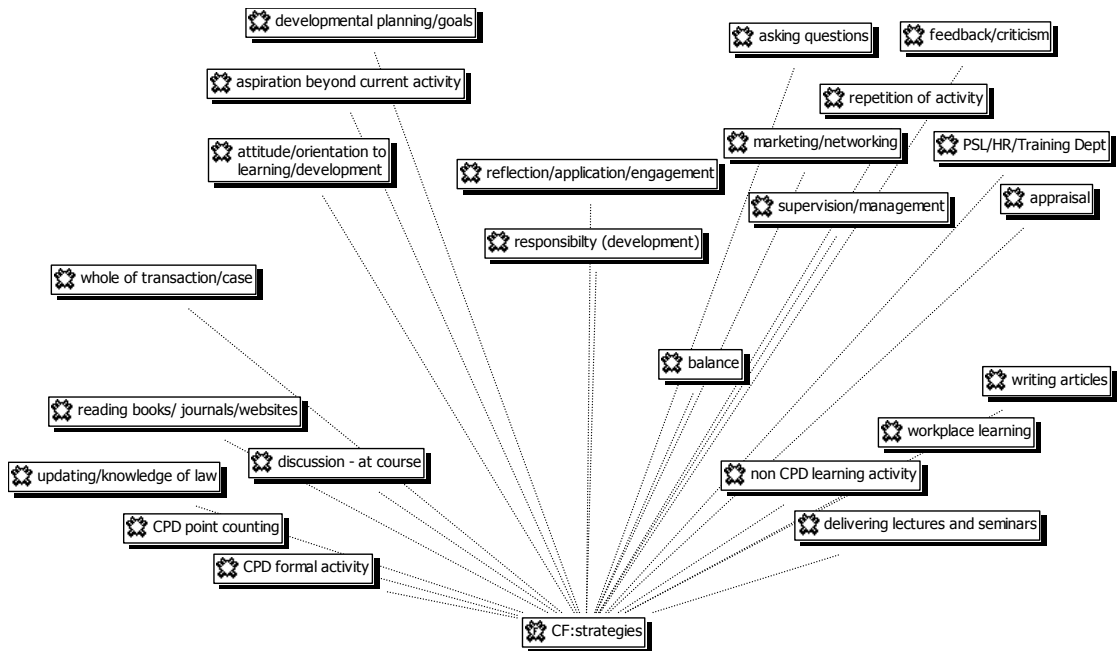 developmental planning/goals
asking questions
feedback/criticism
aspiration beyond current activity
repetition of activity
attitude/orientation to
learning/development
marketing/networking
PSL/HR/Training Dept
reflection/application/engagement
supervision/management
appraisal
responsibilty (development)
whole of transaction/case
balance
writing articles
reading books/ journals/websites
workplace learning
discussion - at course
updating/knowledge of law
non CPD learning activity
CPD point counting
delivering lectures and seminars
CPD formal activity
CF:strategies